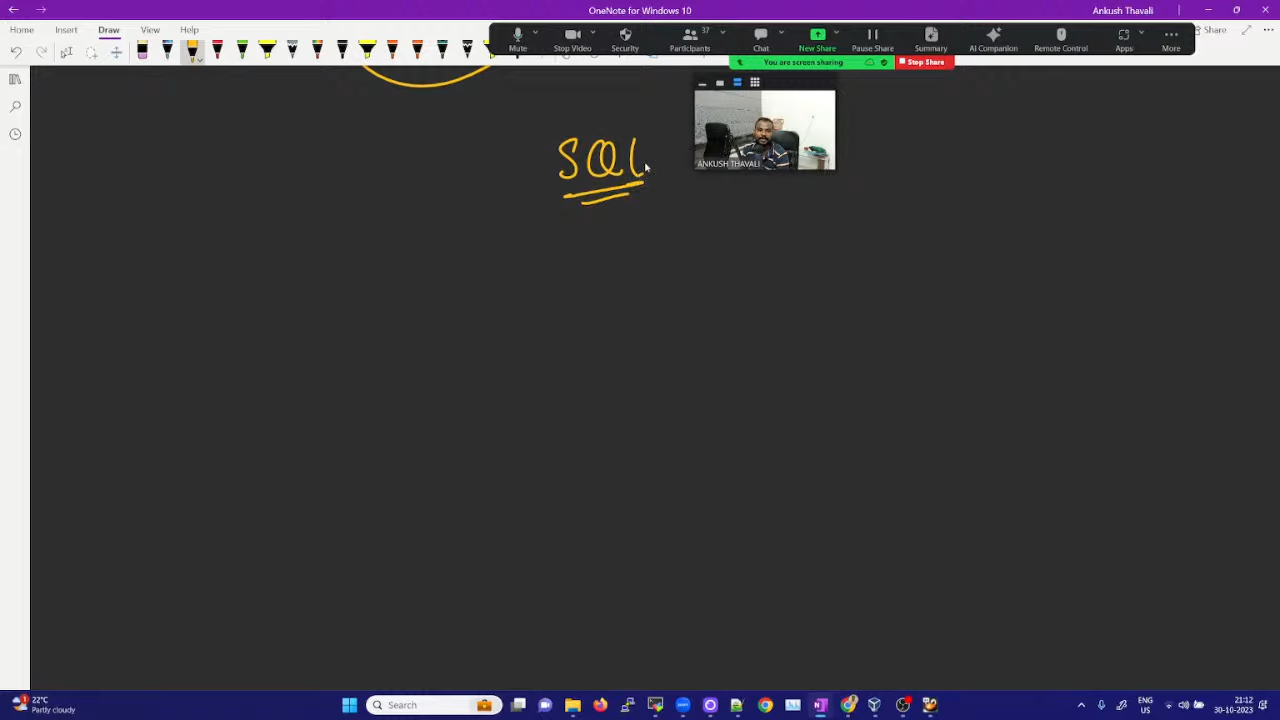 OneNote for Windows 10
Ankush Thavali
Home Insert Draw View Help
Mute Stop Video Security Participants 37 Chat New Share Pause Share Summary AI Companion Remote Control Apps More
Share
You are screen sharing Stop Share
ANKUSH THAVALI
SQL
1
22°C
Partly cloudy
Search
ENG
US
21:12
30-10-2023